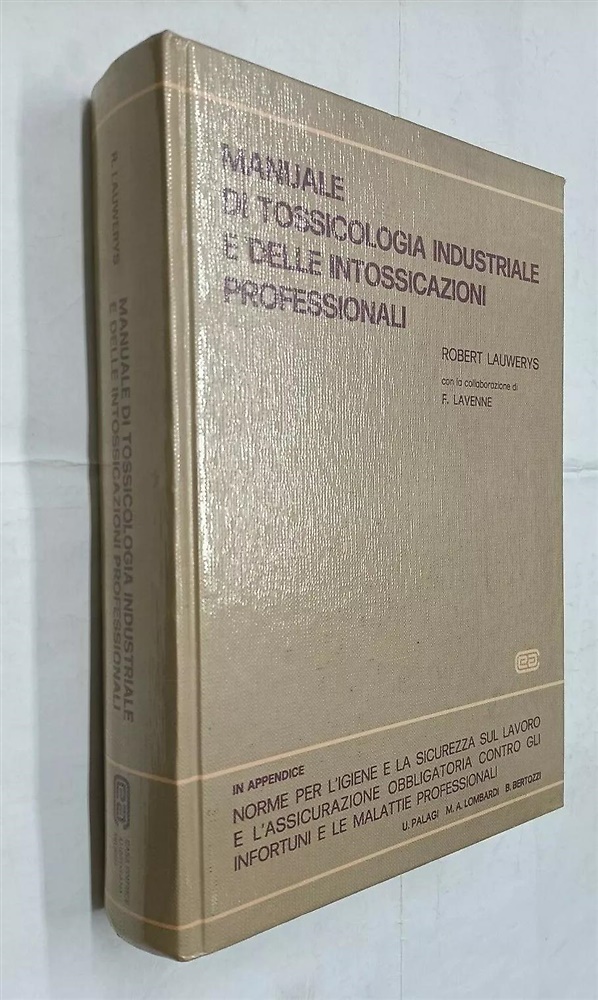 MANUALE
DI TOSSICOLOGIA INDUSTRIALE
E DELLE INTOSSICAZIONI
PROFESSIONALI
ROBERT LAUWERYS
con la collaborazione di
F. LAVENNE
IN APPENDICE
NORME PER L'IGIENE E LA SICUREZZA SUL LAVORO
E L'ASSICURAZIONE OBBLIGATORIA CONTRO GLI
INFORTUNI E LE MALATTIE PROFESSIONALI
U. PALAGI M. A. LOMBARDI B. BERTOZZI
R. LAUWERYS
MANUALE DI TOSSICOLOGIA INDUSTRIALE
E DELLE INTOSSICAZIONI PROFESSIONALI